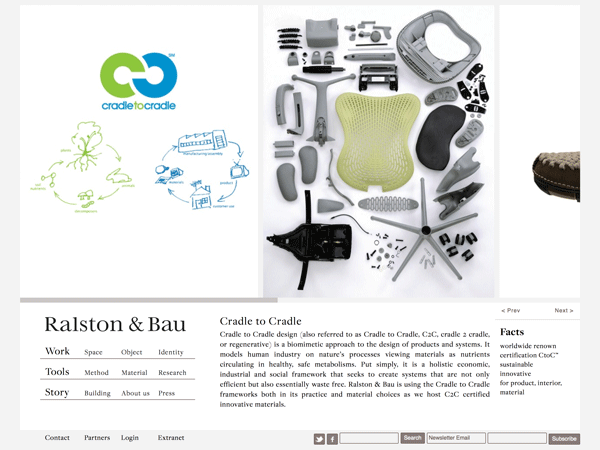 TM
cradletocradle
plants
manufacturing assembly
soil nutrients
animals
decomposers
materials
product
customer use
< Prev
Next >
Ralston & Bau
Work
Space
Object
Identity
Tools
Method
Material
Research
Story
Building
About us
Press
Cradle to Cradle
Cradle to Cradle design (also referred to as Cradle to Cradle, C2C, cradle 2 cradle,
or regenerative) is a biomimetic approach to the design of products and systems. It
models human industry on nature's processes viewing materials as nutrients
circulating in healthy, safe metabolisms. Put simply, it is a holistic economic,
industrial and social framework that seeks to create systems that are not only
efficient but also essentially waste free. Ralston & Bau is using the Cradle to Cradle
frameworks both in its practice and material choices as we host C2C certified
innovative materials.
Facts
worldwide renown
certification CtoC™
sustainable
innovative
for product, interior,
material
Contact
Partners
Login
Extranet
Search
Newsletter Email
Subscribe